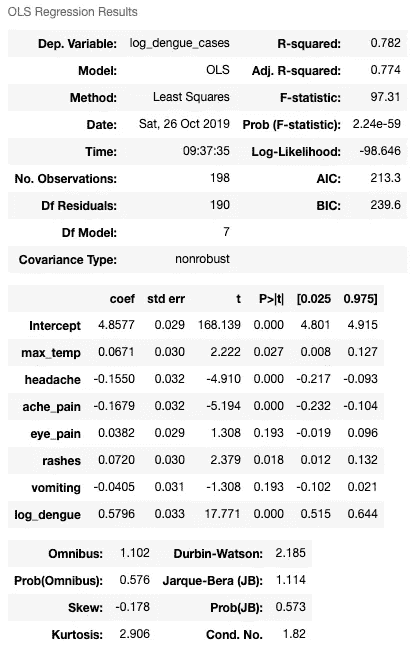 OLS Regression Results
Dep. Variable: log_dengue_cases R-squared: 0.782
Model: OLS Adj. R-squared: 0.774
Method: Least Squares F-statistic: 97.31
Date: Sat, 26 Oct 2019 Prob (F-statistic): 2.24e-59
Time: 09:37:35 Log-Likelihood: -98.646
No. Observations: 198 AIC: 213.3
Df Residuals: 190 BIC: 239.6
Df Model: 7
Covariance Type: nonrobust
coef std err t P>|t| [0.025 0.975]
Intercept 4.8577 0.029 168.139 0.000 4.801 4.915
max_temp 0.0671 0.030 2.222 0.027 0.008 0.127
headache -0.1550 0.032 -4.910 0.000 -0.217 -0.093
ache_pain -0.1679 0.032 -5.194 0.000 -0.232 -0.104
eye_pain 0.0382 0.029 1.308 0.193 -0.019 0.096
rashes 0.0720 0.030 2.379 0.018 0.012 0.132
vomiting -0.0405 0.031 -1.308 0.193 -0.102 0.021
log_dengue 0.5796 0.033 17.771 0.000 0.515 0.644
Omnibus: 1.102 Durbin-Watson: 2.185
Prob(Omnibus): 0.576 Jarque-Bera (JB): 1.114
Skew: -0.178 Prob(JB): 0.573
Kurtosis: 2.906 Cond. No. 1.82